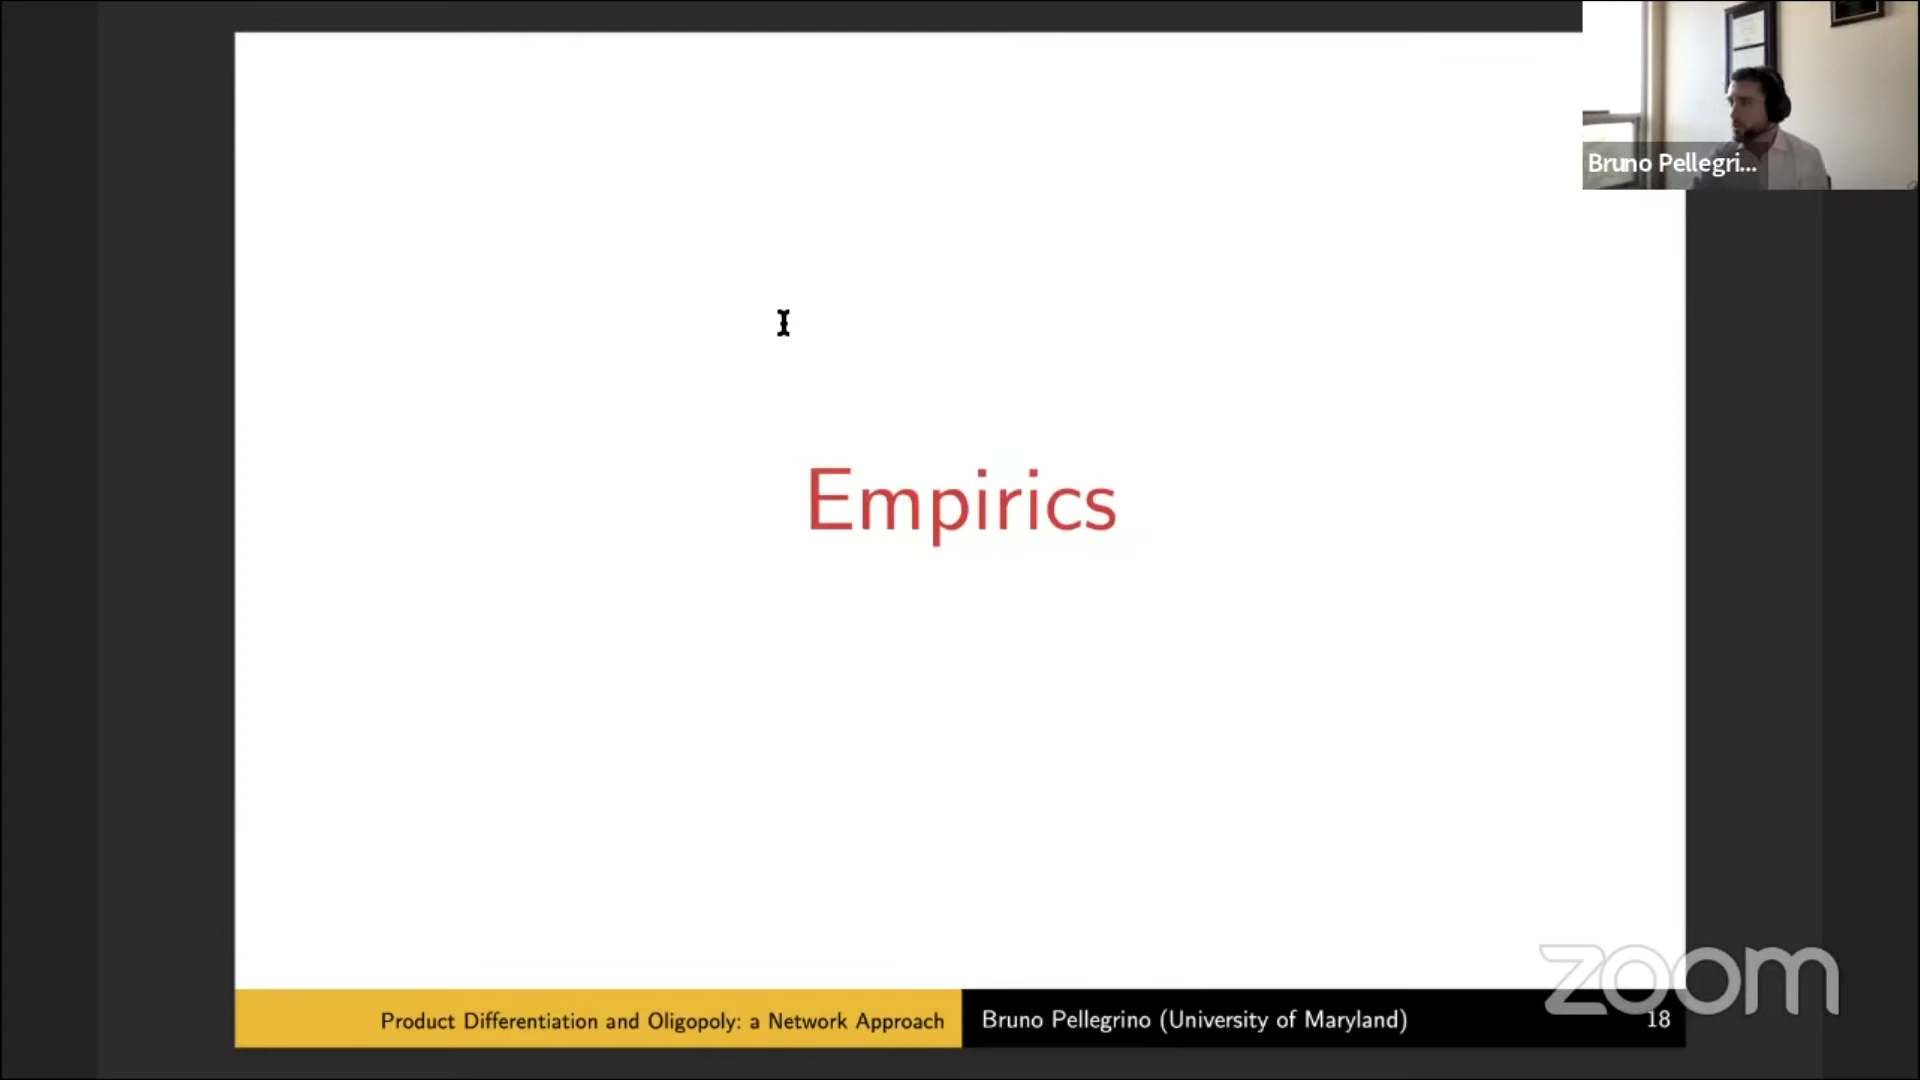 Bruno Pellegri...
Empirics
Product Differentiation and Oligopoly: a Network Approach
Bruno Pellegrino (University of Maryland)
18
zoom